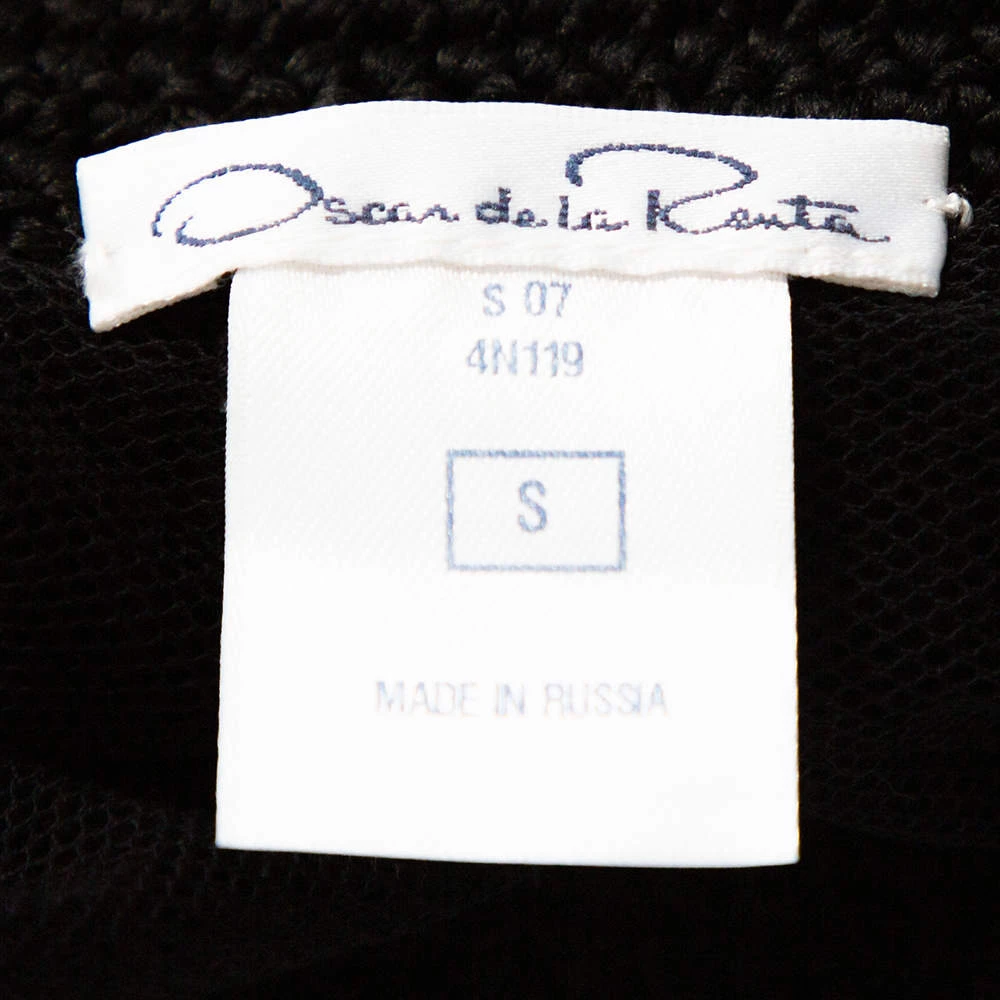 Oscar de la Renta
S 07
4N119
S
MADE IN RUSSIA